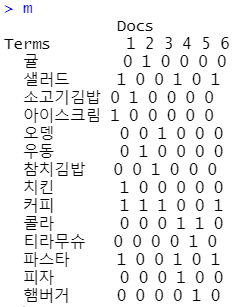 > m
Docs
Terms 1 2 3 4 5 6
귤 0 1 0 0 0 0
샐러드 1 0 0 1 0 1
소고기김밥 0 1 0 0 0 0
아이스크림 1 0 0 0 0 0
오뎅 0 0 1 0 0 0
우동 0 1 0 0 0 0
참치김밥 0 0 1 0 0 0
치킨 1 0 0 0 0 0
커피 1 1 1 0 0 1
콜라 0 0 0 1 1 0
티라무슈 0 0 0 0 1 0
파스타 1 0 0 1 0 1
피자 0 0 0 1 0 0
햄버거 0 0 0 0 1 0